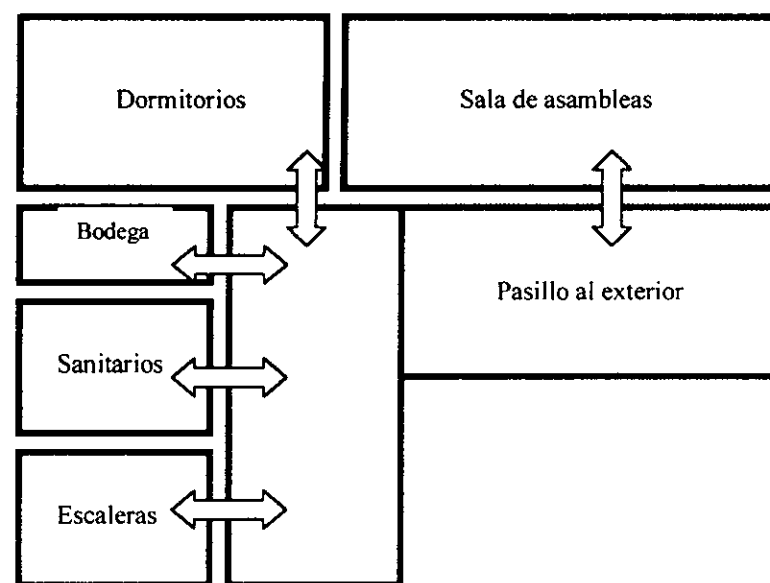 Dormitorios
Sala de asambleas
Bodega
Pasillo al exterior
Sanitarios
Escaleras